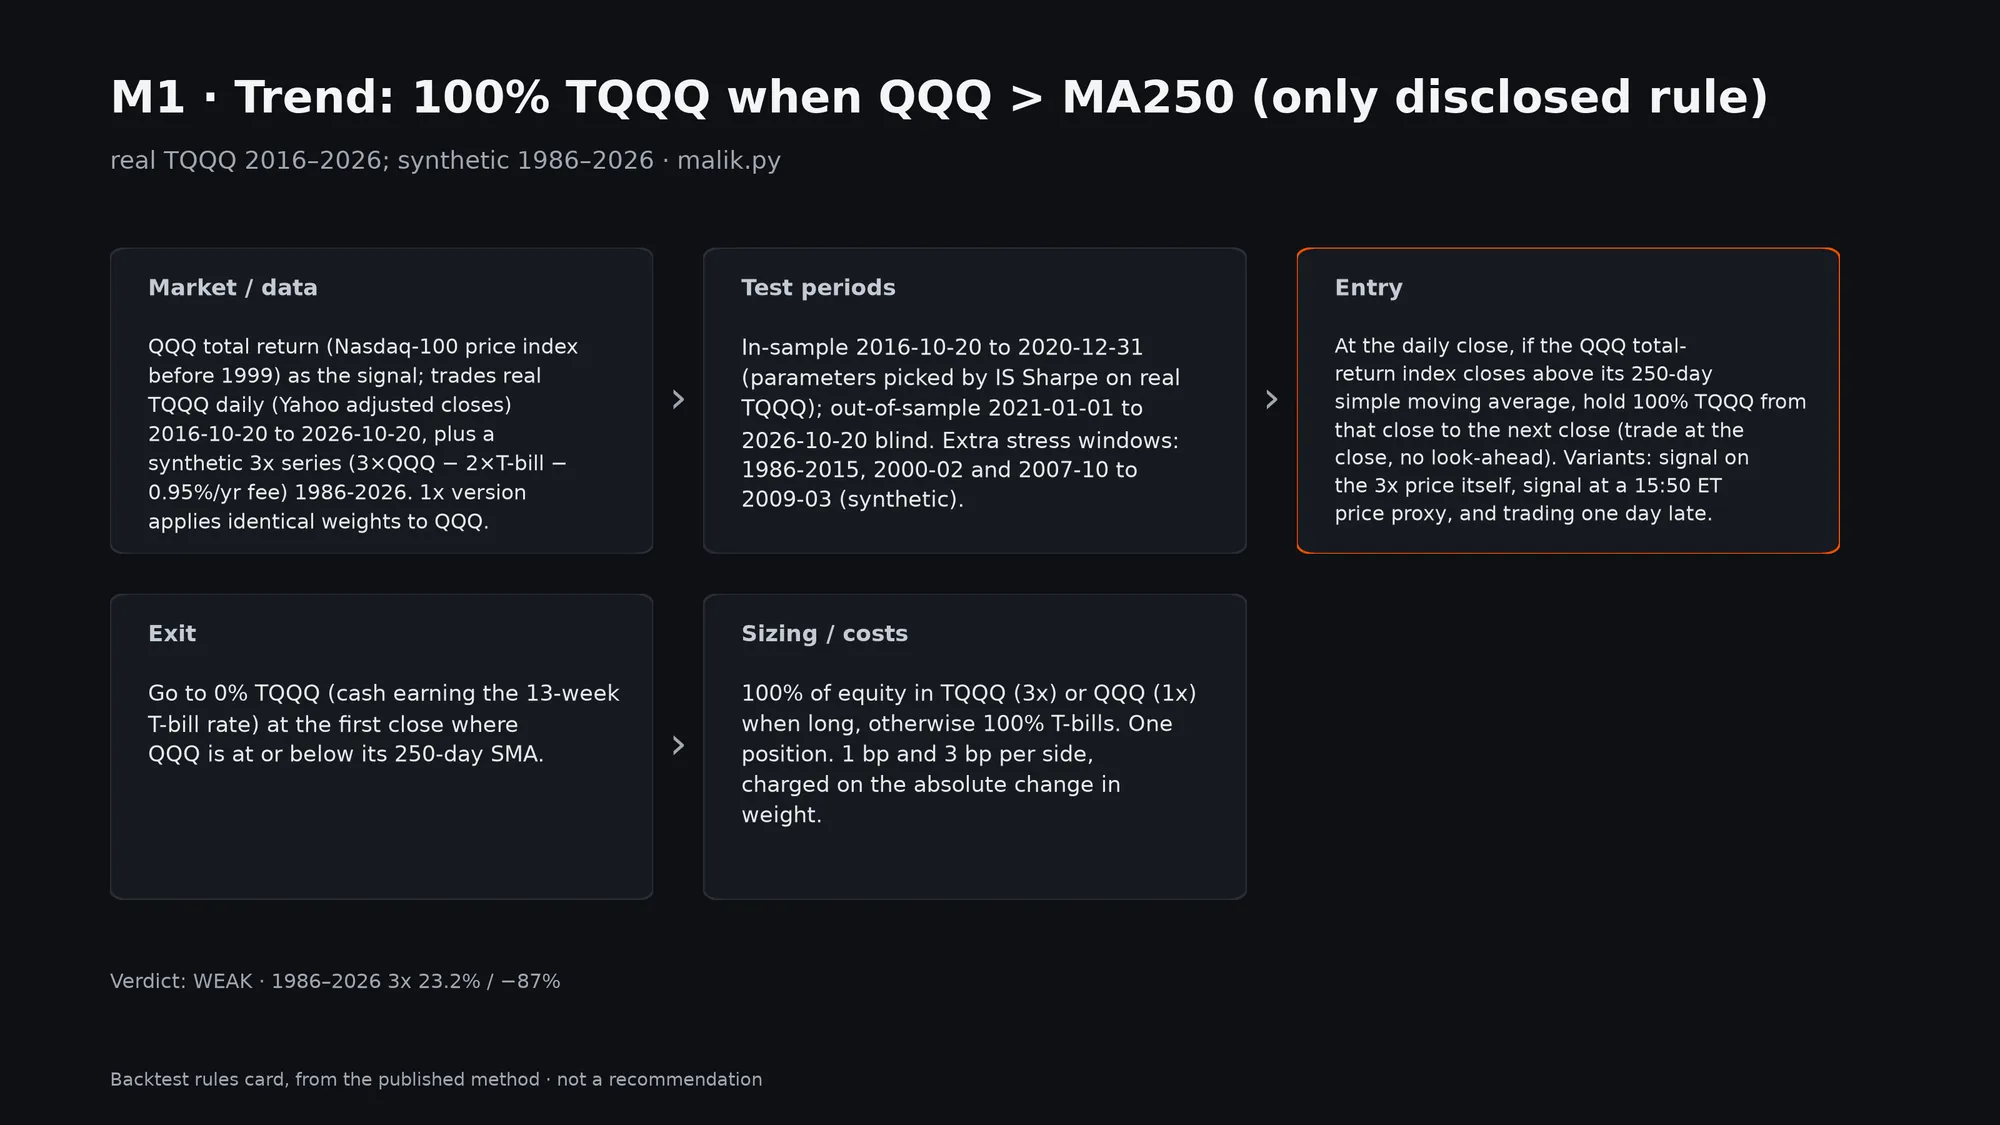 M1 · Trend: 100% TQQQ when QQQ > MA250 (only disclosed rule)
real TQQQ 2016–2026; synthetic 1986–2026 · malik.py
Market / data
QQQ total return (Nasdaq-100 price index
before 1999) as the signal; trades real
TQQQ daily (Yahoo adjusted closes)
2016-10-20 to 2026-10-20, plus a
synthetic 3x series (3×QQQ − 2×T-bill −
0.95%/yr fee) 1986-2026. 1x version
applies identical weights to QQQ.
›
Test periods
In-sample 2016-10-20 to 2020-12-31
(parameters picked by IS Sharpe on real
TQQQ); out-of-sample 2021-01-01 to
2026-10-20 blind. Extra stress windows:
1986-2015, 2000-02 and 2007-10 to
2009-03 (synthetic).
›
Entry
At the daily close, if the QQQ total-
return index closes above its 250-day
simple moving average, hold 100% TQQQ from
that close to the next close (trade at the
close, no look-ahead). Variants: signal on
the 3x price itself, signal at a 15:50 ET
price proxy, and trading one day late.
Exit
Go to 0% TQQQ (cash earning the 13-week
T-bill rate) at the first close where
QQQ is at or below its 250-day SMA.
›
Sizing / costs
100% of equity in TQQQ (3x) or QQQ (1x)
when long, otherwise 100% T-bills. One
position. 1 bp and 3 bp per side,
charged on the absolute change in
weight.
Verdict: WEAK · 1986–2026 3x 23.2% / −87%
Backtest rules card, from the published method · not a recommendation